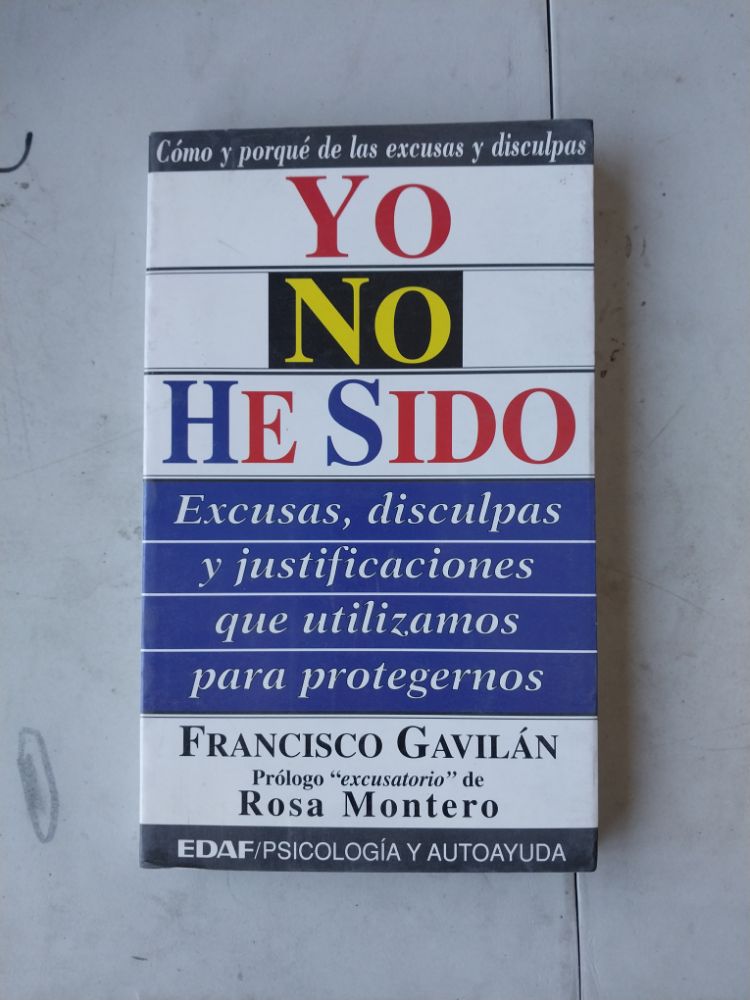 Cómo y porqué de las excusas y disculpas
YO
NO
HE SIDO
Excusas, disculpas
y justificaciones
que utilizamos
para protegernos
FRANCISCO GAVILÁN
Prólogo “excusatorio” de
Rosa Montero
EDAF/PSICOLOGÍA Y AUTOAYUDA